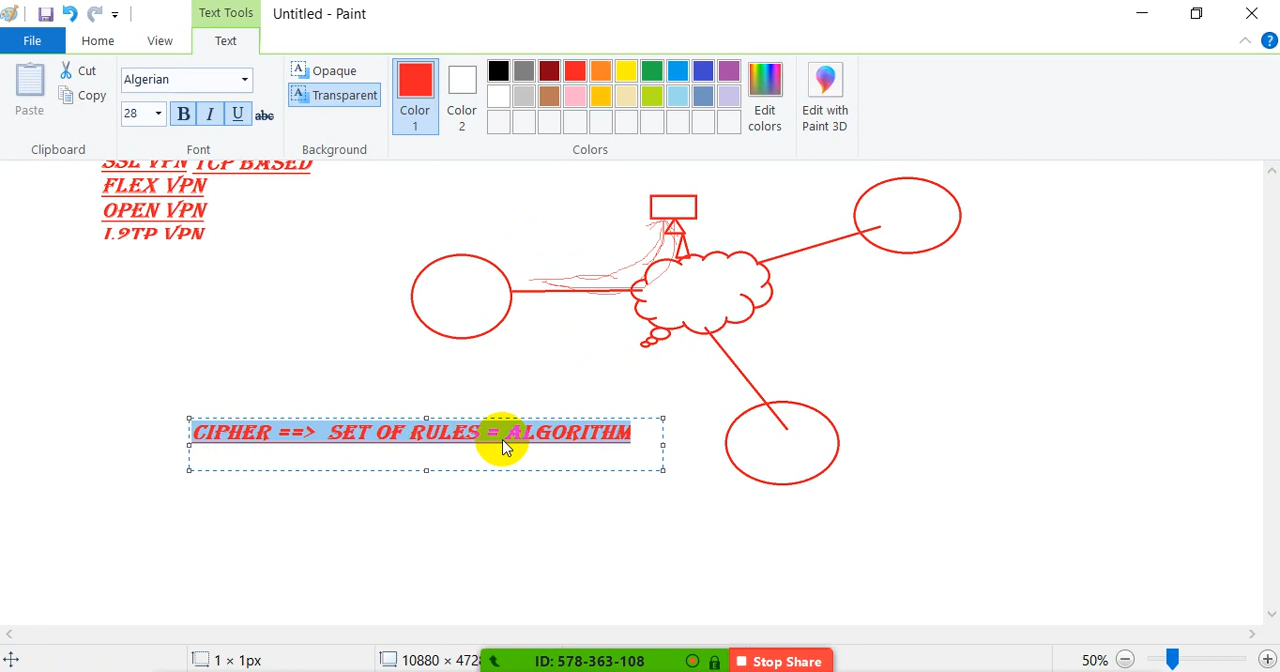 Text Tools
Untitled - Paint
File
Home
View
Text
Paste
Cut
Copy
Clipboard
Algerian
28
B I U abc
Font
Opaque
Transparent
Background
Color 1
Color 2
Edit colors
Colors
Edit with Paint 3D
SSL VPN TCP BASED
FLEX VPN
OPEN VPN
L2TP VPN
CIPHER ==> SET OF RULES = ALGORITHM
1 × 1px
10880 × 472
ID: 578-363-108
Stop Share
50%